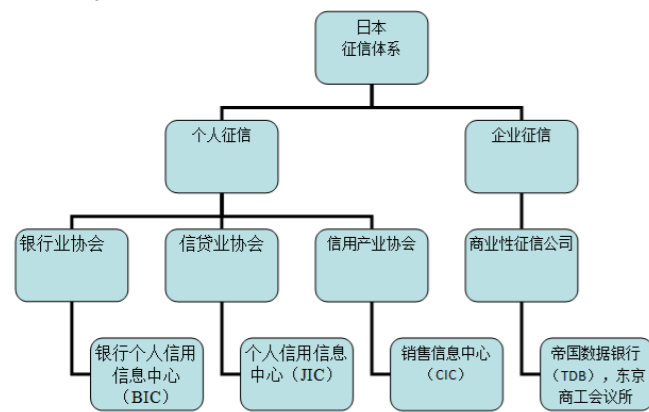 日本
征信体系
个人征信
企业征信
银行业协会
信贷业协会
信用产业协会
商业性征信公司
银行个人信用
信息中心
（BIC）
个人信用信息
中心（JIC）
销售信息中心
（CIC）
帝国数据银行
（TDB），东京
商工会议所